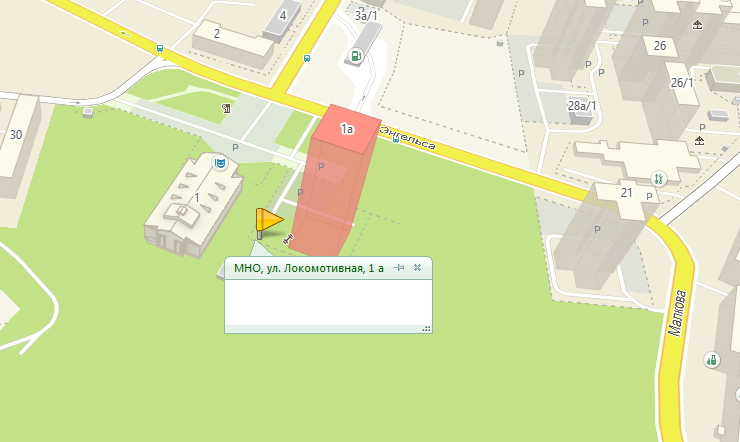 4
3а/1
2
26
26/1
28а/1
1а
Энгельса
30
P
P
P
P
P
P
P
P
P
P
1
21
МНО, ул. Локомотивная, 1 а
Малкова